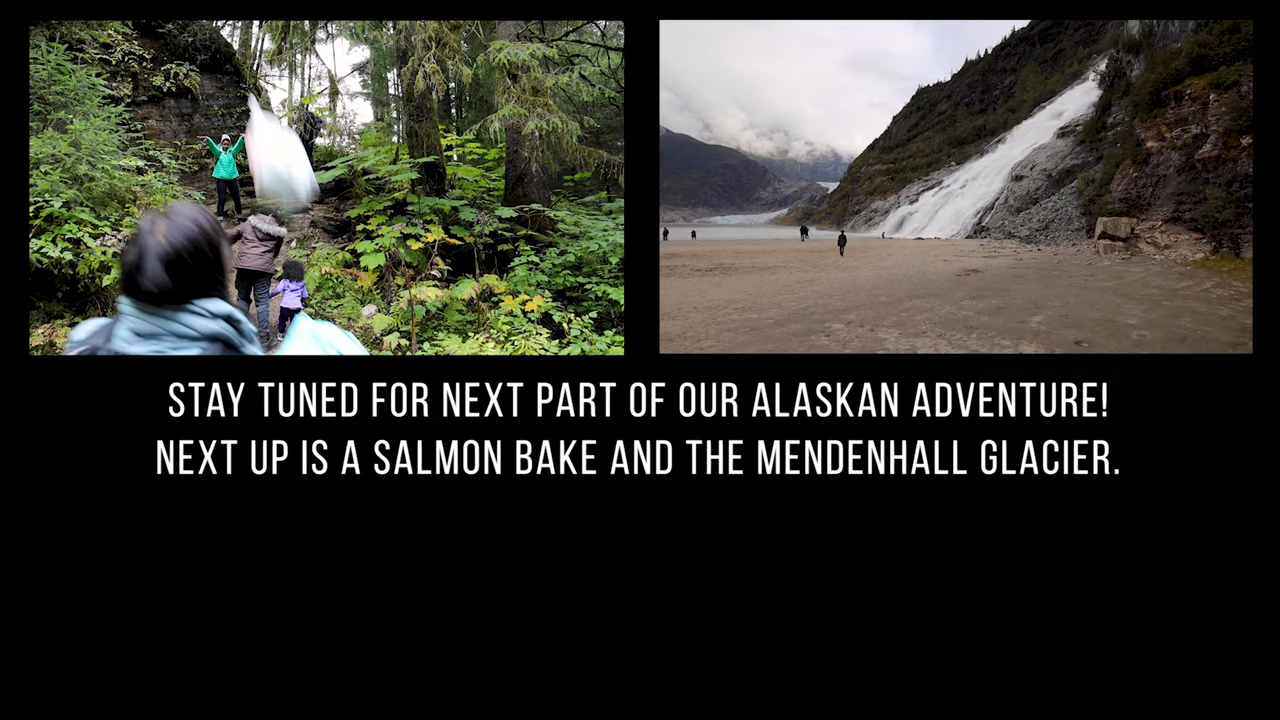 STAY TUNED FOR NEXT PART OF OUR ALASKAN ADVENTURE!
NEXT UP IS A SALMON BAKE AND THE MENDENHALL GLACIER.